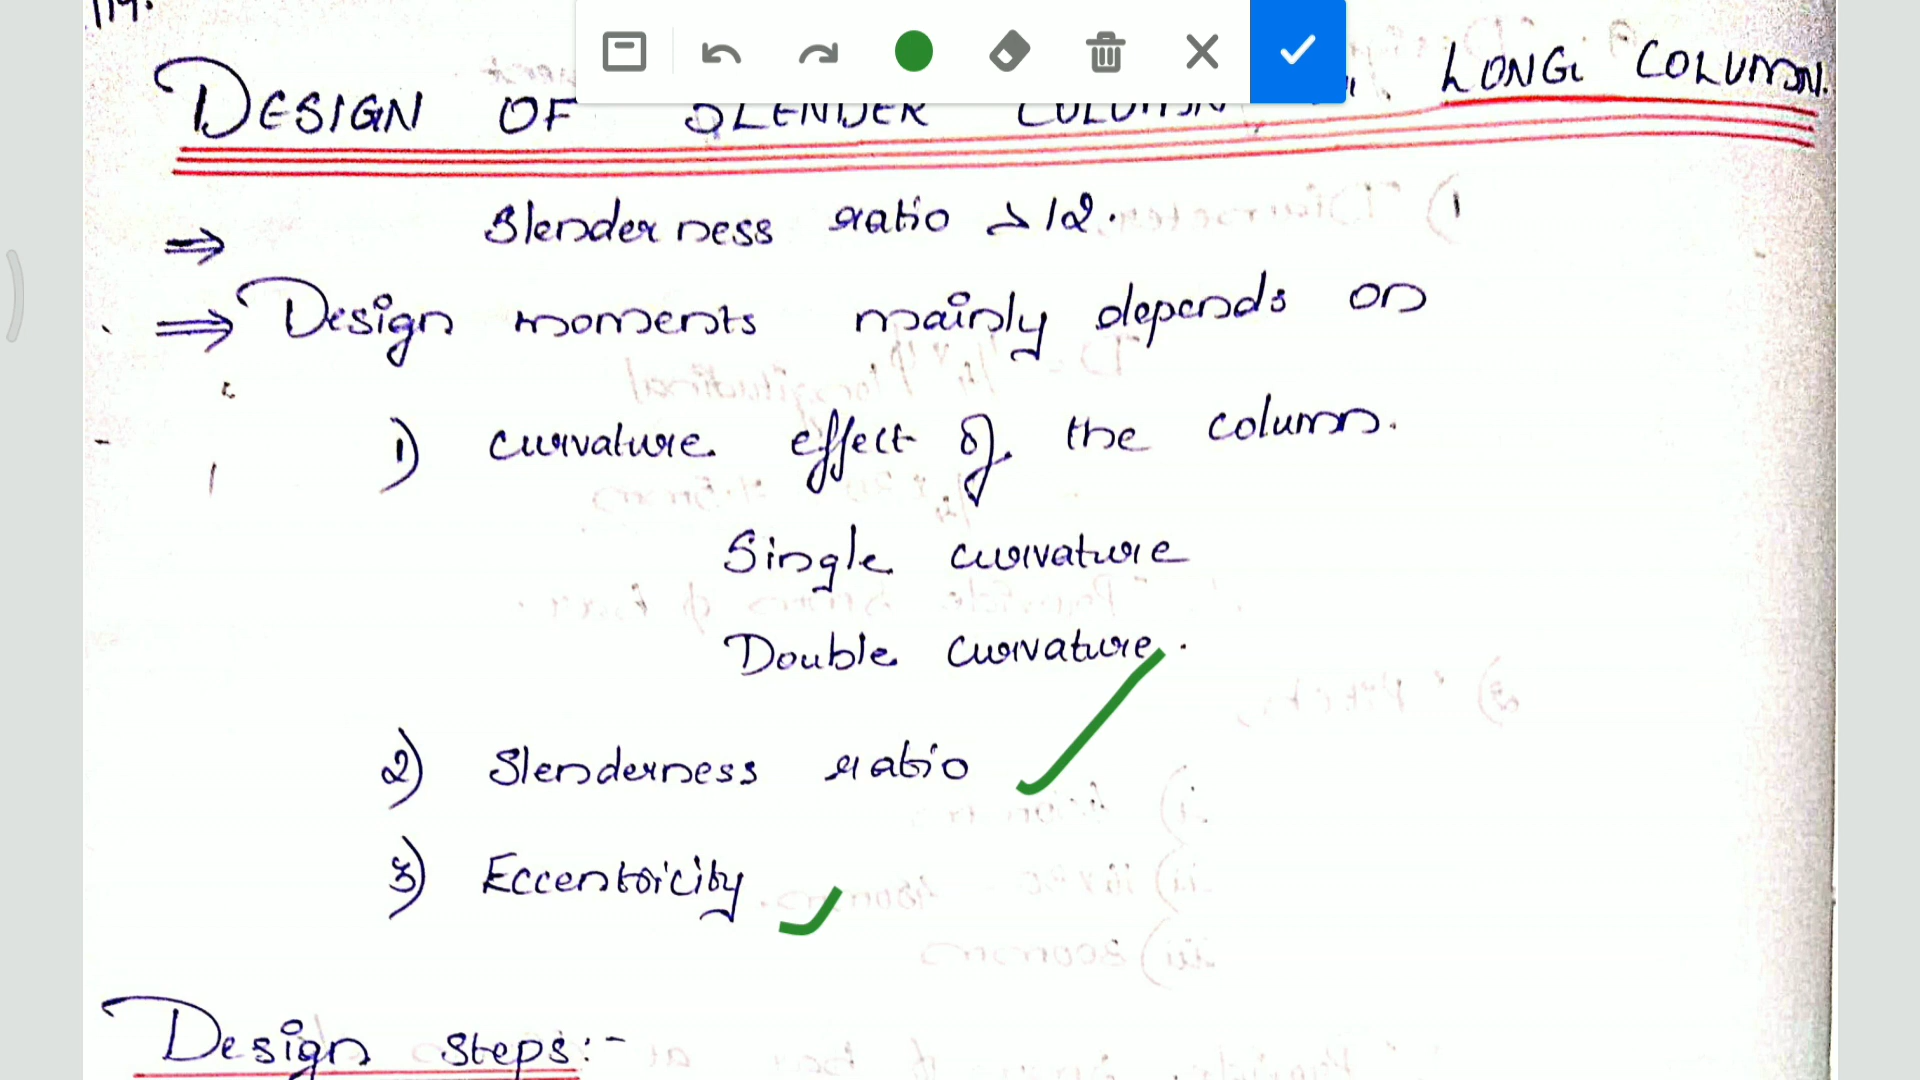 DESIGN OF SLENDER COLUMN LONG COLUMN.
⇒ Slenderness ratio > 12.
⇒ Design moments mainly depends on
1) curvature effect of the column.
Single curvature
Double curvature.
2) Slenderness ratio
3) Eccentricity
Design steps:-